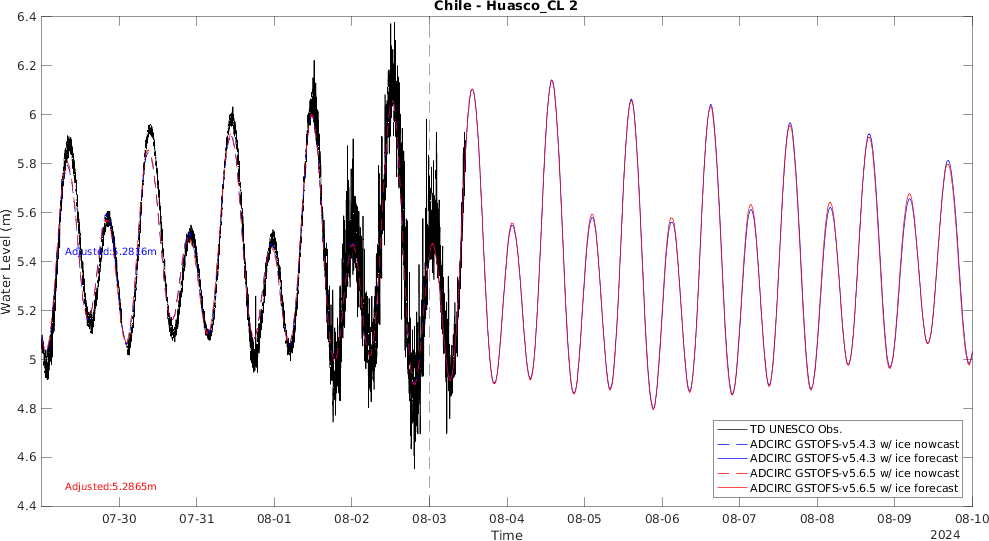 Chile - Huasco_CL 2
6.4
6.2
6
5.8
5.6
5.4
5.2
5
4.8
4.6
4.4
Water Level (m)
Adjusted:5.2816m
Adjusted:5.2865m
TD UNESCO Obs.
ADCIRC GSTOFS-v5.4.3 w/ ice nowcast
ADCIRC GSTOFS-v5.4.3 w/ ice forecast
ADCIRC GSTOFS-v5.6.5 w/ ice nowcast
ADCIRC GSTOFS-v5.6.5 w/ ice forecast
07-30 07-31 08-01 08-02 08-03 08-04 08-05 08-06 08-07 08-08 08-09 08-10
Time
2024